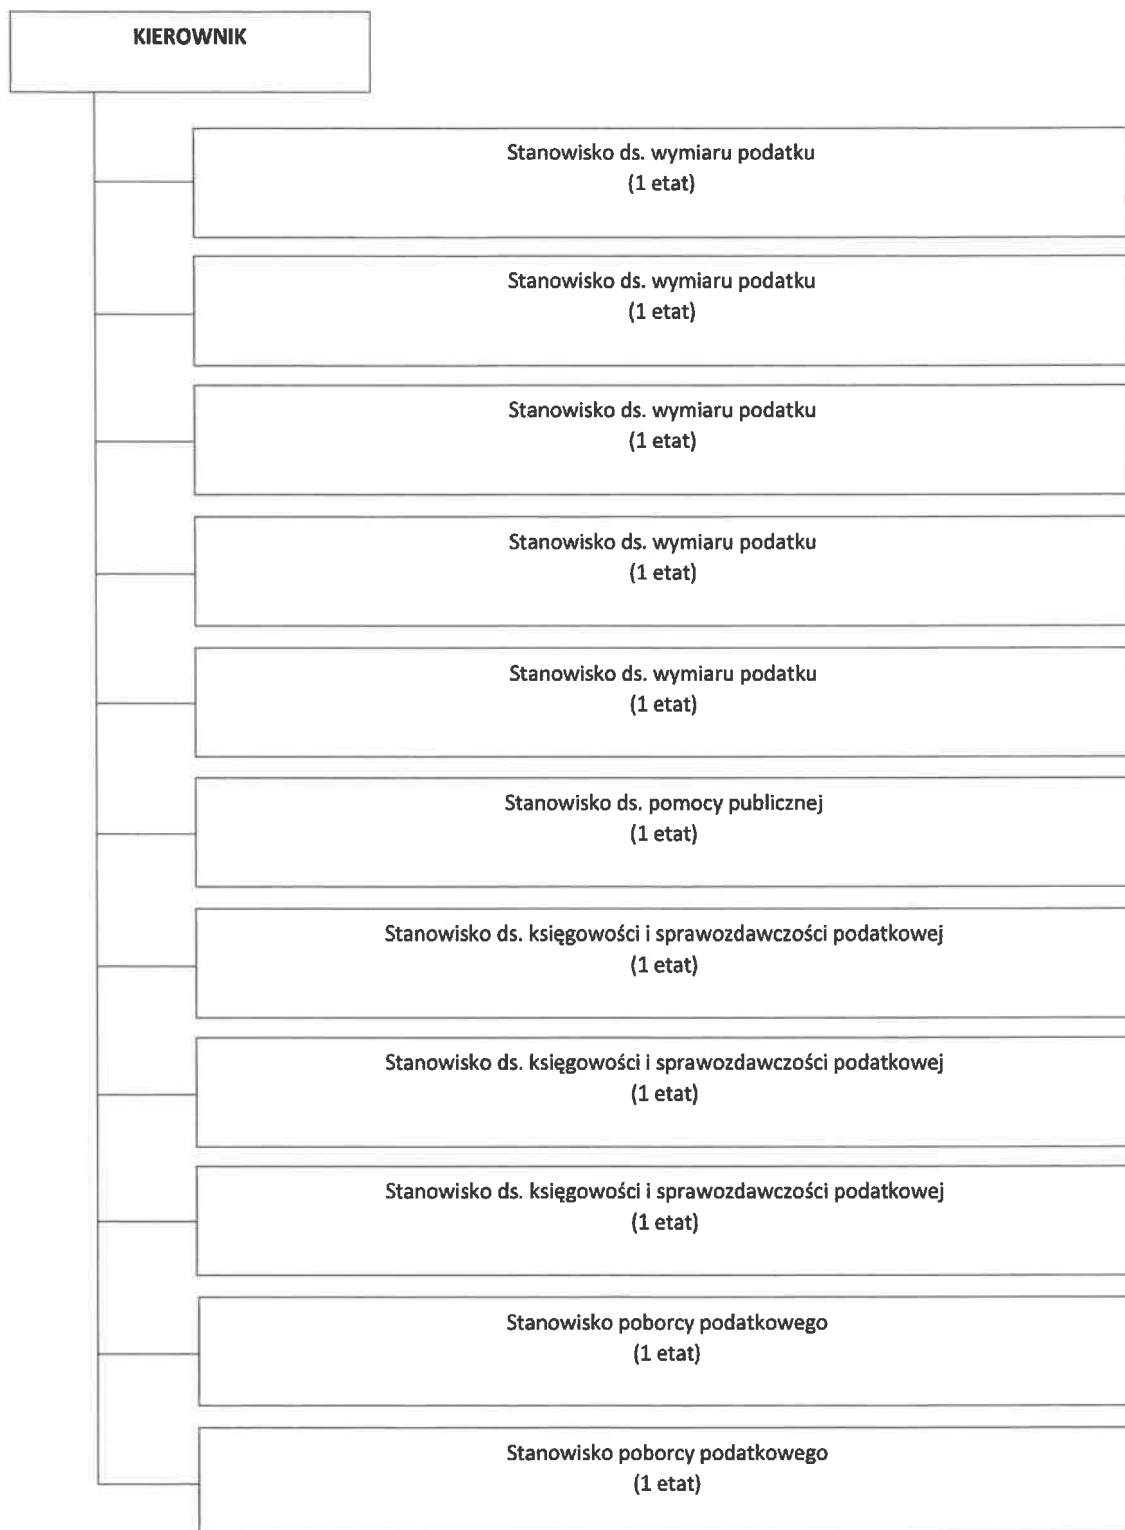 KIEROWNIK
Stanowisko ds. wymiaru podatku
(1 etat)
Stanowisko ds. wymiaru podatku
(1 etat)
Stanowisko ds. wymiaru podatku
(1 etat)
Stanowisko ds. wymiaru podatku
(1 etat)
Stanowisko ds. wymiaru podatku
(1 etat)
Stanowisko ds. pomocy publicznej
(1 etat)
Stanowisko ds. księgowości i sprawozdawczości podatkowej
(1 etat)
Stanowisko ds. księgowości i sprawozdawczości podatkowej
(1 etat)
Stanowisko ds. księgowości i sprawozdawczości podatkowej
(1 etat)
Stanowisko poborcy podatkowego
(1 etat)
Stanowisko poborcy podatkowego
(1 etat)